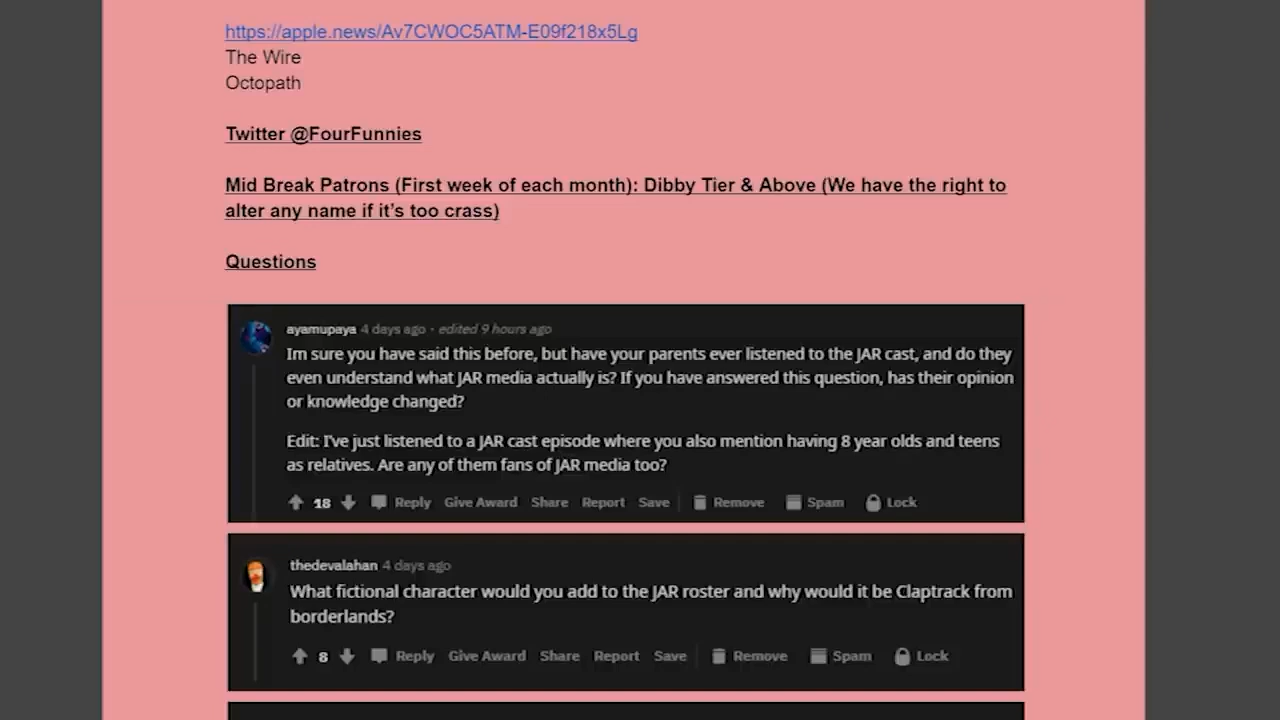 https://apple.news/Av7CWOC5ATM-E09f218x5Lg
The Wire
Octopath
Twitter @FourFunnies
Mid Break Patrons (First week of each month): Dibby Tier & Above (We have the right to
alter any name if it's too crass)
Questions
ayamupaya 4 days ago · edited 9 hours ago
Im sure you have said this before, but have your parents ever listened to the JAR cast, and do they
even understand what JAR media actually is? If you have answered this question, has their opinion
or knowledge changed?
Edit: I've just listened to a JAR cast episode where you also mention having 8 year olds and teens
as relatives. Are any of them fans of JAR media too?
18 Reply Give Award Share Report Save Remove Spam Lock
thedevalahan 4 days ago
What fictional character would you add to the JAR roster and why would it be Claptrack from
borderlands?
8 Reply Give Award Share Report Save Remove Spam Lock